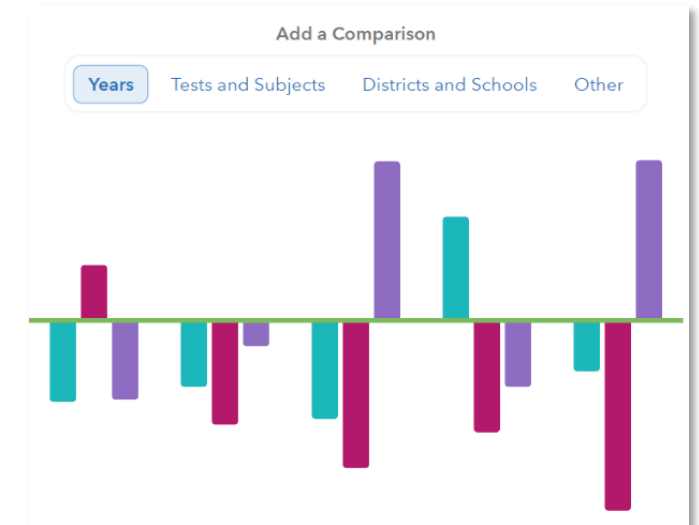 Add a Comparison
Years Tests and Subjects Districts and Schools Other